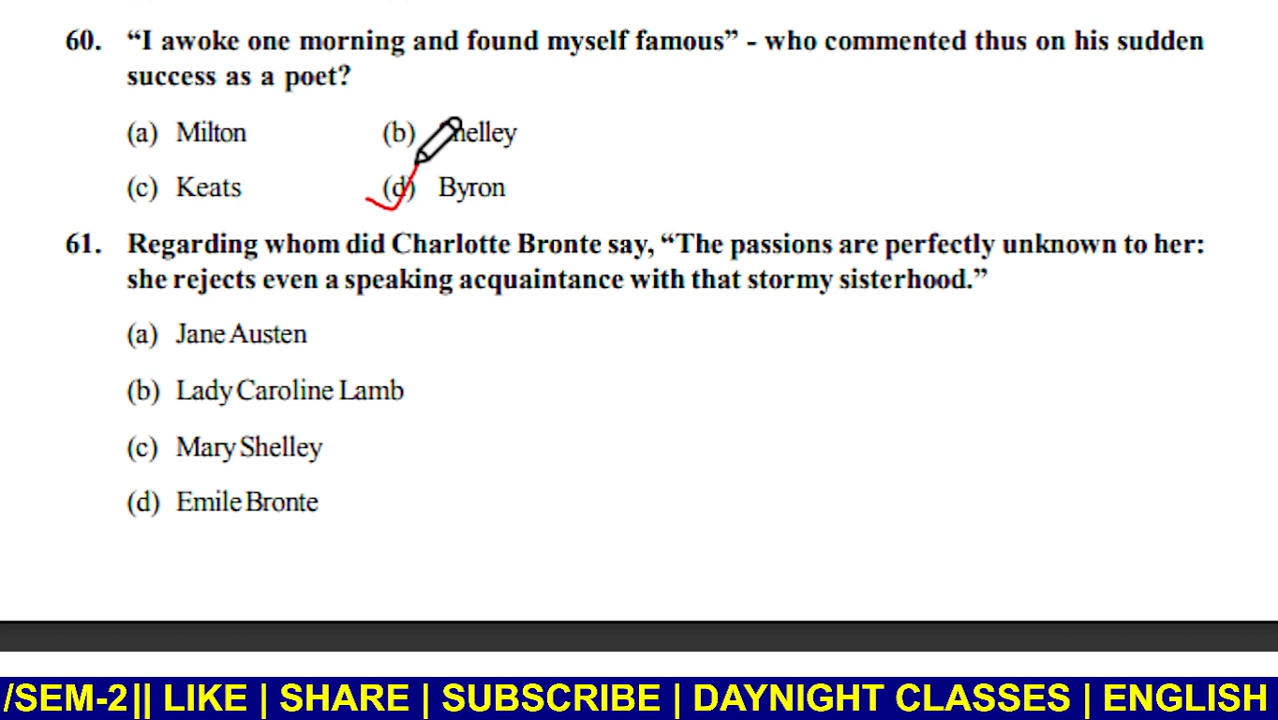 60. “I awoke one morning and found myself famous” - who commented thus on his sudden
success as a poet?
(a) Milton (b) helley
(c) Keats (d) Byron
61. Regarding whom did Charlotte Bronte say, “The passions are perfectly unknown to her:
she rejects even a speaking acquaintance with that stormy sisterhood.”
(a) Jane Austen
(b) Lady Caroline Lamb
(c) Mary Shelley
(d) Emile Bronte
/SEM-2|| LIKE | SHARE | SUBSCRIBE | DAYNIGHT CLASSES | ENGLISH